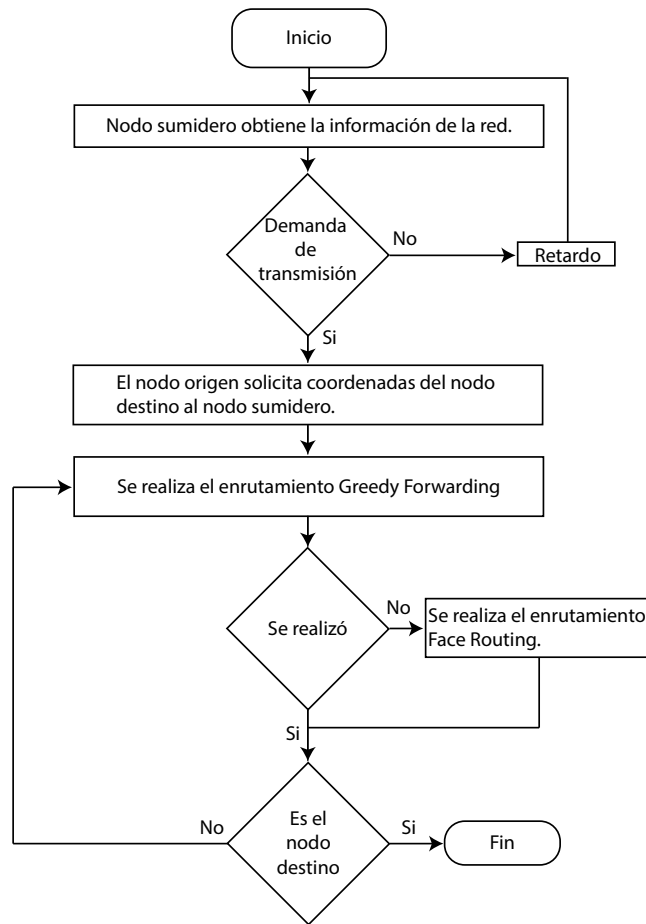 Inicio
Nodo sumidero obtiene la información de la red.
Demanda
de
transmisión
No
Retardo
Si
El nodo origen solicita coordenadas del nodo
destino al nodo sumidero.
Se realiza el enrutamiento Greedy Forwarding
Se realizó
No
Se realiza el enrutamiento
Face Routing.
Si
Es el
nodo
destino
No
Si
Fin